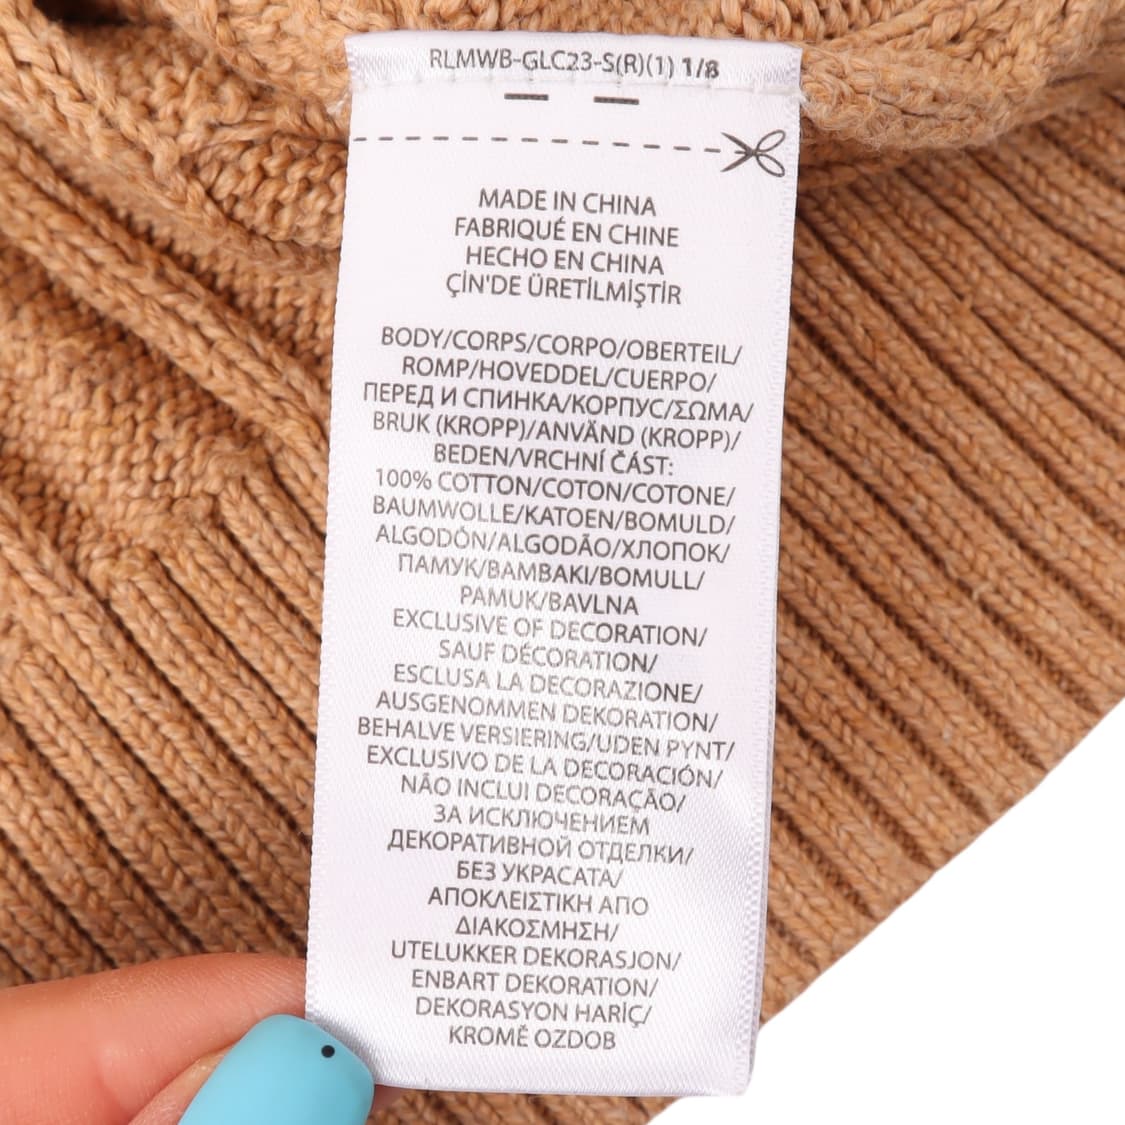 RLMWB-GLC23-S(R)(1) 1/8
MADE IN CHINA
FABRIQUÉ EN CHINE
HECHO EN CHINA
ÇİN'DE ÜRETİLMİŞTİR
BODY/CORPS/CORPO/OBERTEIL/
ROMP/HOVEDDEL/CUERPO/
ПЕРЕД И СПИНКА/КОРПУС/ΣΩΜΑ/
BRUK (KROPP)/ANVÄND (KROPP)/
BEDEN/VRCHNÍ ČÁST:
100% COTTON/COTON/COTONE/
BAUMWOLLE/KATOEN/BOMULD/
ALGODÓN/ALGODÃO/ХЛОПОК/
ПАМУК/ΒΑΜΒΑΚΙ/BOMULL/
PAMUK/BAVLNA
EXCLUSIVE OF DECORATION/
SAUF DÉCORATION/
ESCLUSA LA DECORAZIONE/
AUSGENOMMEN DEKORATION/
BEHALVE VERSIERING/UDEN PYNT/
EXCLUSIVO DE LA DECORACIÓN/
NÃO INCLUI DECORAÇÃO/
ЗА ИСКЛЮЧЕНИЕМ
ДЕКОРАТИВНОЙ ОТДЕЛКИ/
БЕЗ УКРАСАТА/
ΑΠΟΚΛΕΙΣΤΙΚΗ ΑΠΟ
ΔΙΑΚΟΣΜΗΣΗ/
UTELUKKER DEKORASJON/
ENBART DEKORATION/
DEKORASYON HARİÇ/
KROMĚ OZDOB